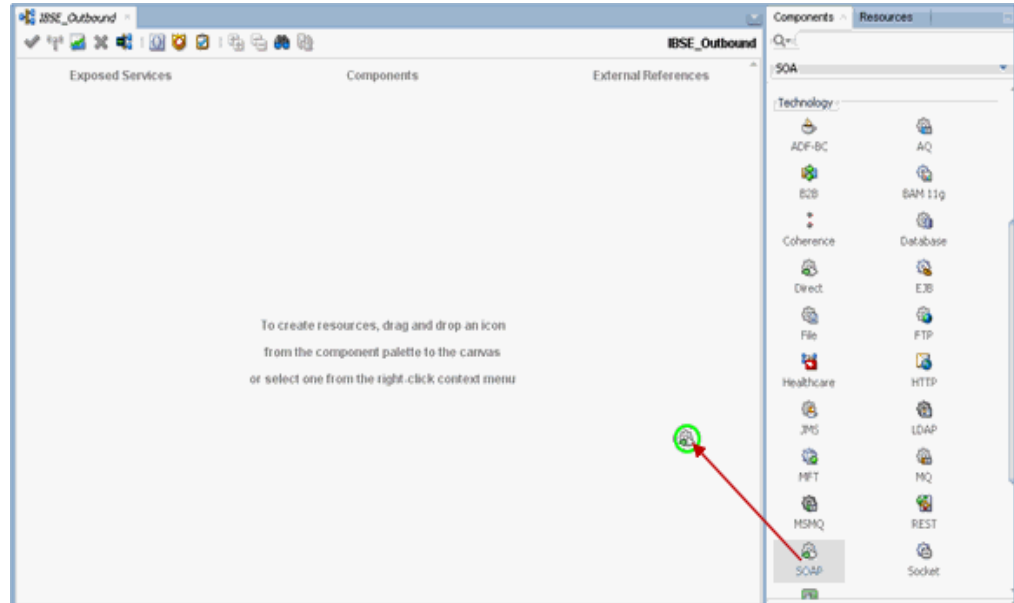 IBSE_Outbound
Components
Resources
IBSE_Outbound
SOA
Exposed Services
Components
External References
Technology
ADF-BC
AQ
B2B
BAM 11g
Coherence
Database
Direct
EJB
File
FTP
Healthcare
HTTP
JMS
LDAP
MFT
MQ
MSMQ
REST
SOAP
Socket
To create resources, drag and drop an icon
from the component palette to the canvas
or select one from the right-click context menu